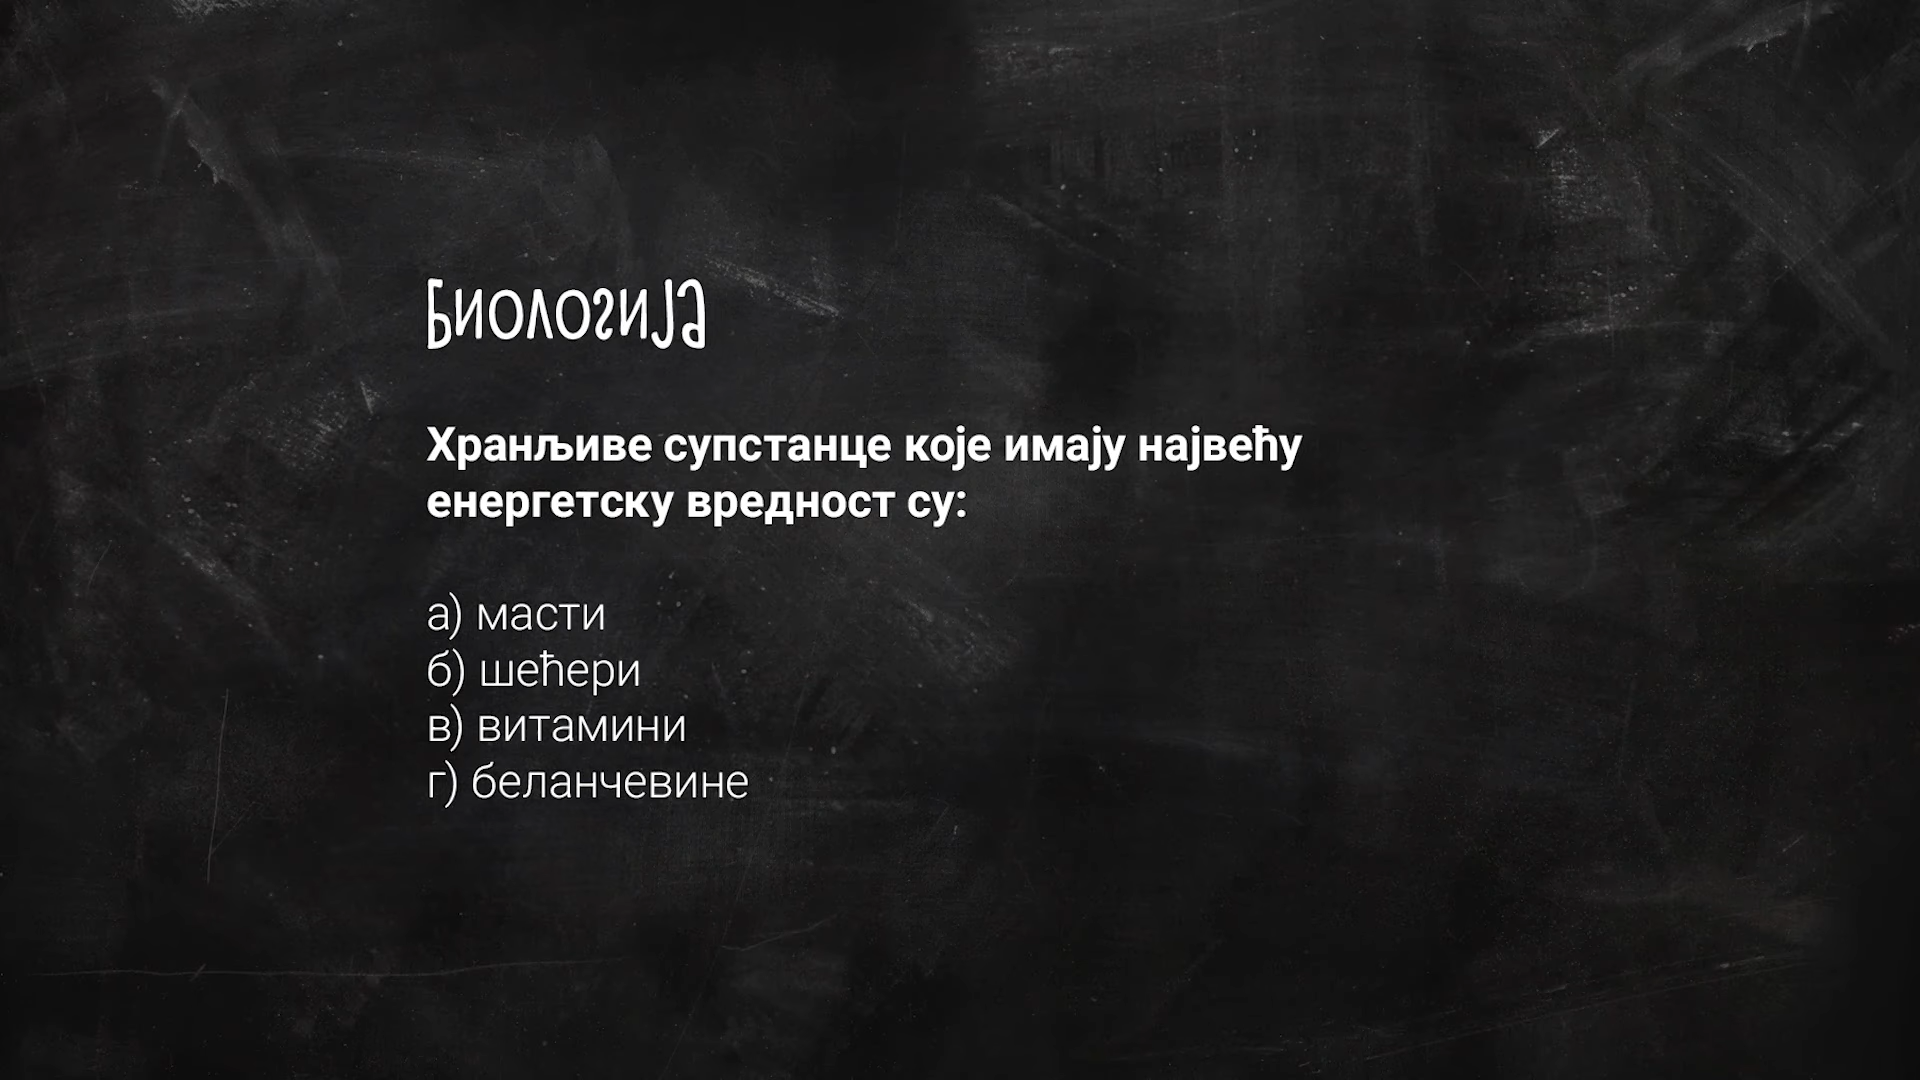 Биологија
Хранљиве супстанце које имају највећу
енергетску вредност су:
а) масти
б) шећери
в) витамини
г) беланчевине